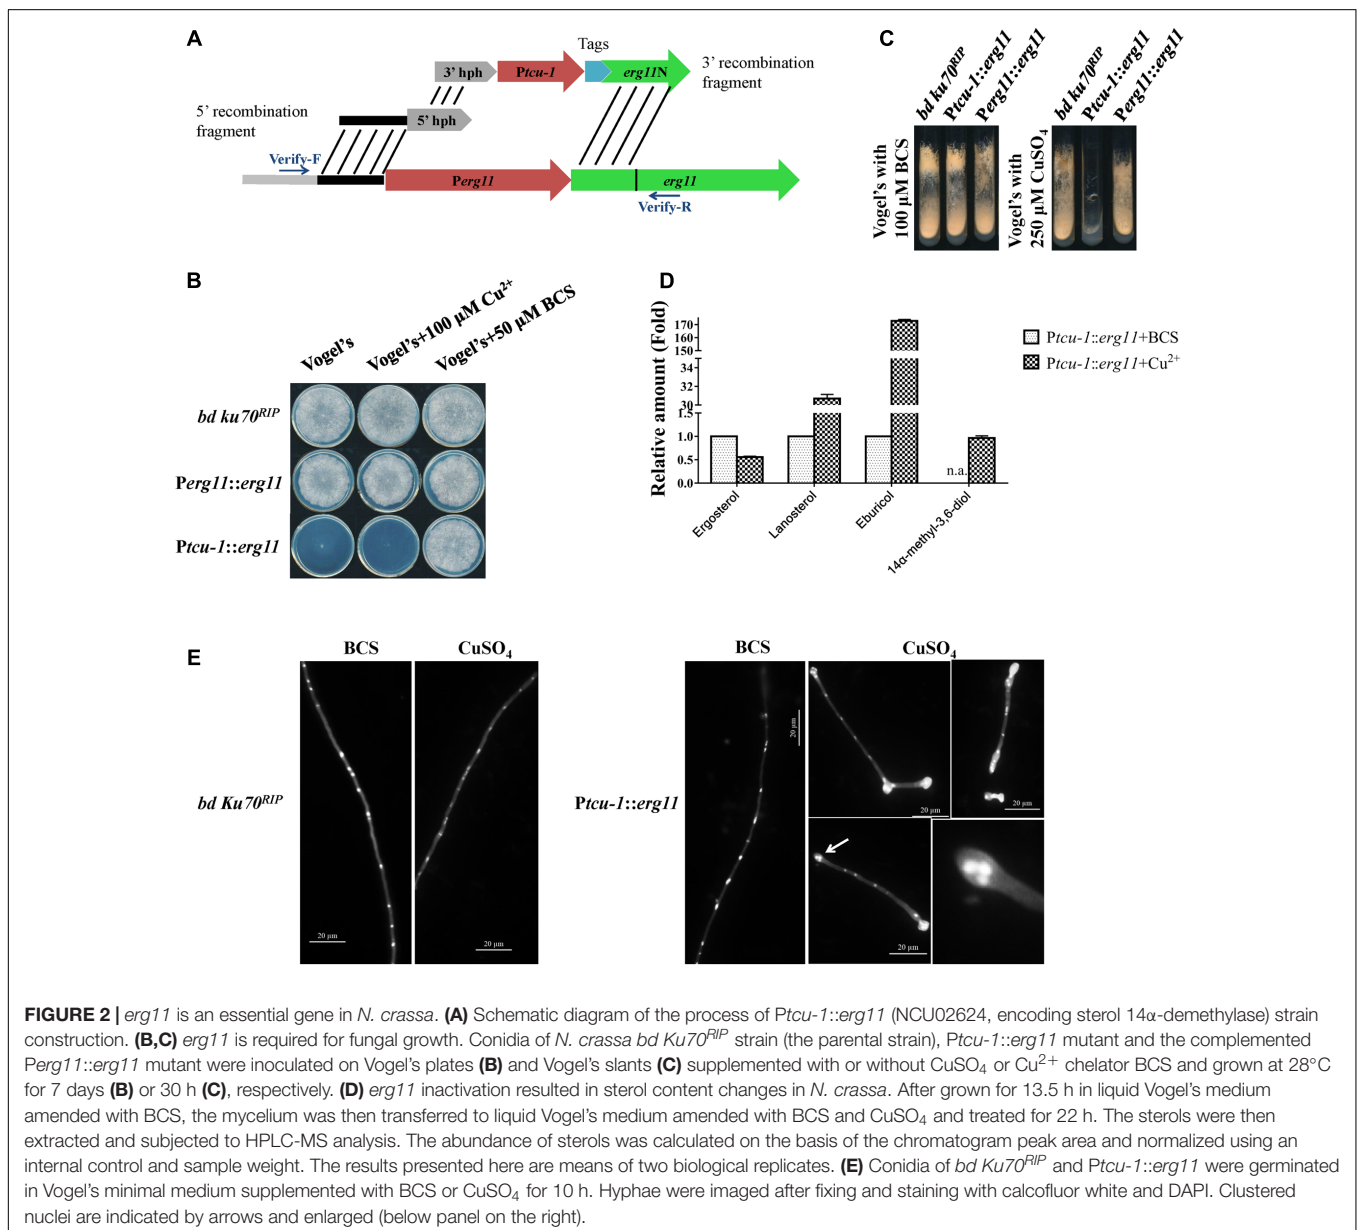 A
Tags
3' hph
Ptcu-1
erg11N
3' recombination
fragment
5' recombination
fragment
5' hph
Verify-F
Perg11
erg11
Verify-R
C
bd ku70RIP
Ptcu-1::erg11
Perg11::erg11
bd ku70RIP
Ptcu-1::erg11
Perg11::erg11
Vogel's with
100 µM BCS
Vogel's with
250 µM CuSO4
B
Vogel's
Vogel's+100 µM Cu2+
Vogel's+50 µM BCS
bd ku70RIP
Perg11::erg11
Ptcu-1::erg11
D
Relative amount (Fold)
170
160
150
34
32
30
1.5
1.0
0.5
0.0
n.a.
Ergosterol
Lanosterol
Eburicol
14α-methyl-3,6-diol
Ptcu-1::erg11+BCS
Ptcu-1::erg11+Cu2+
E
BCS
CuSO4
BCS
CuSO4
bd Ku70RIP
Ptcu-1::erg11
20 µm
20 µm
20 µm
20 µm
20 µm
20 µm
FIGURE 2 | erg11 is an essential gene in N. crassa. (A) Schematic diagram of the process of Ptcu-1::erg11 (NCU02624, encoding sterol 14α-demethylase) strain
construction. (B,C) erg11 is required for fungal growth. Conidia of N. crassa bd Ku70RIP strain (the parental strain), Ptcu-1::erg11 mutant and the complemented
Perg11::erg11 mutant were inoculated on Vogel's plates (B) and Vogel's slants (C) supplemented with or without CuSO4 or Cu2+ chelator BCS and grown at 28°C
for 7 days (B) or 30 h (C), respectively. (D) erg11 inactivation resulted in sterol content changes in N. crassa. After grown for 13.5 h in liquid Vogel's medium
amended with BCS, the mycelium was then transferred to liquid Vogel's medium amended with BCS and CuSO4 and treated for 22 h. The sterols were then
extracted and subjected to HPLC-MS analysis. The abundance of sterols was calculated on the basis of the chromatogram peak area and normalized using an
internal control and sample weight. The results presented here are means of two biological replicates. (E) Conidia of bd Ku70RIP and Ptcu-1::erg11 were germinated
in Vogel's minimal medium supplemented with BCS or CuSO4 for 10 h. Hyphae were imaged after fixing and staining with calcofluor white and DAPI. Clustered
nuclei are indicated by arrows and enlarged (below panel on the right).